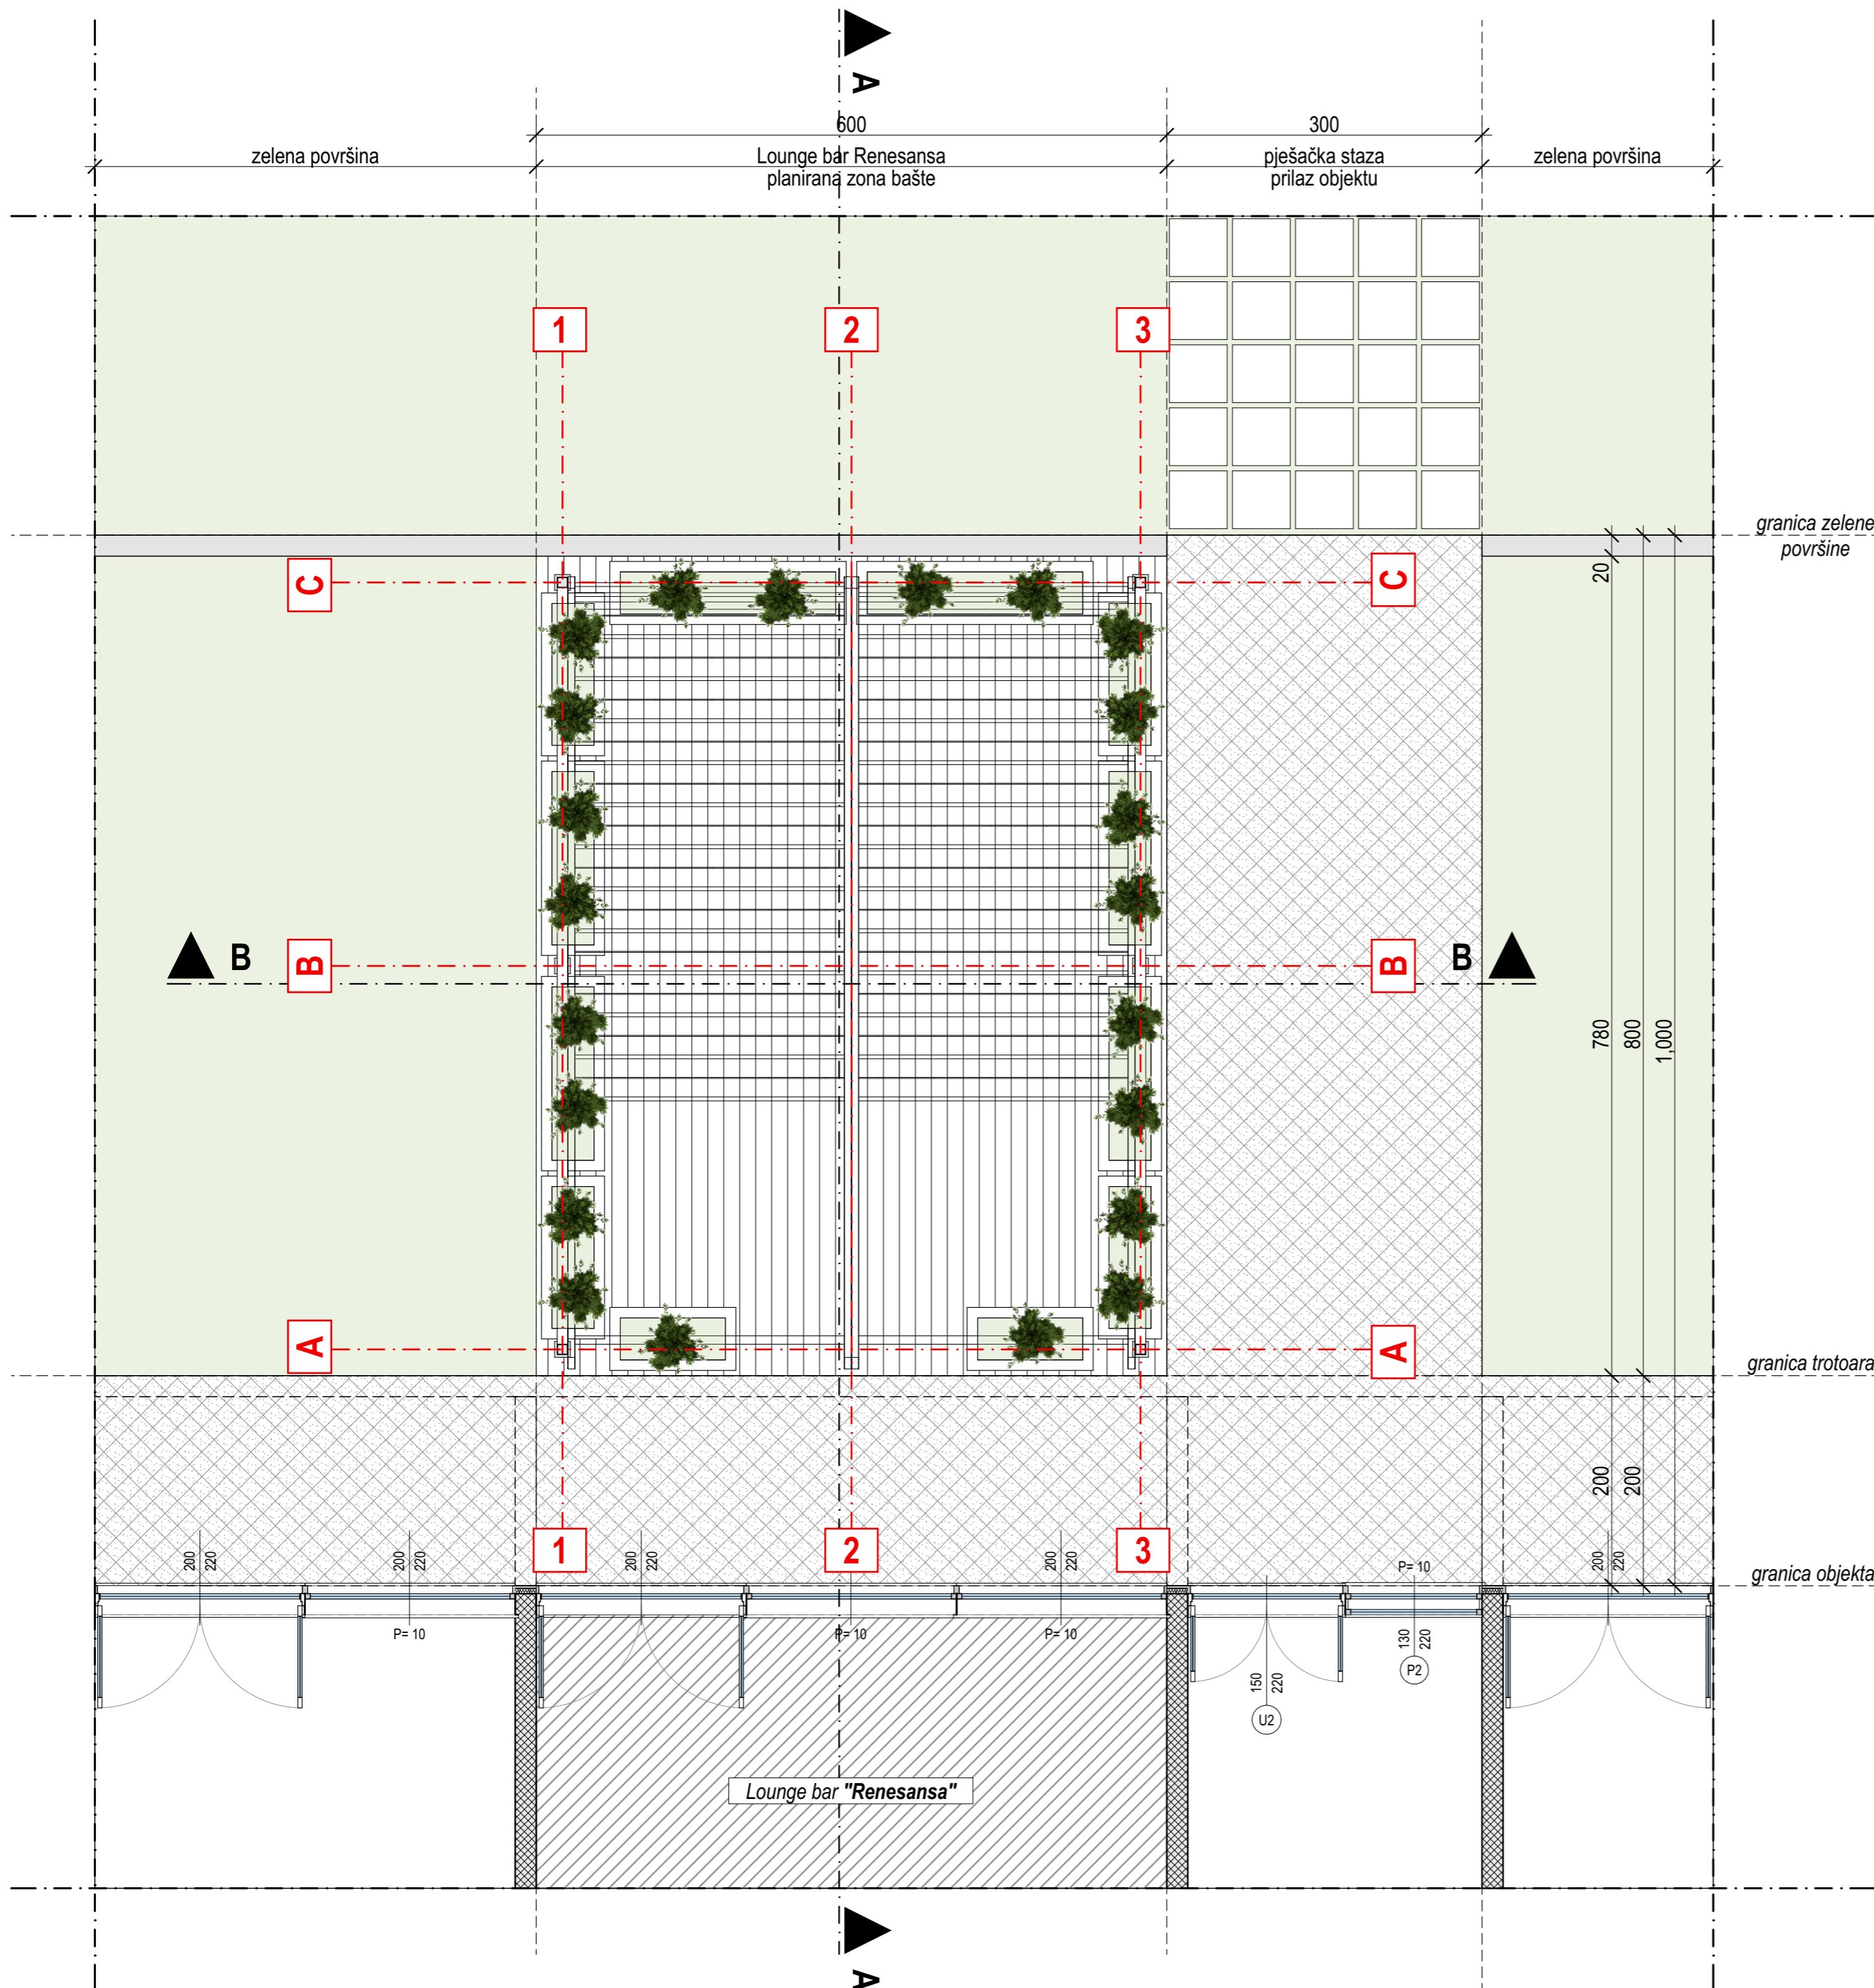 A
600
300
zelena površina
Lounge bar Renesansa
planirana zona bašte
pješačka staza
prilaz objektu
zelena površina
1
2
3
granica zelene
površine
20
C
C
B
B
B
B
780
800
1,000
A
A
granica trotoara
200
200
1
2
3
200
220
200
220
200
220
200
220
P= 10
200
220
granica objekta
P= 10
P= 10
P= 10
130
220
P2
150
220
U2
Lounge bar "Renesansa"
A